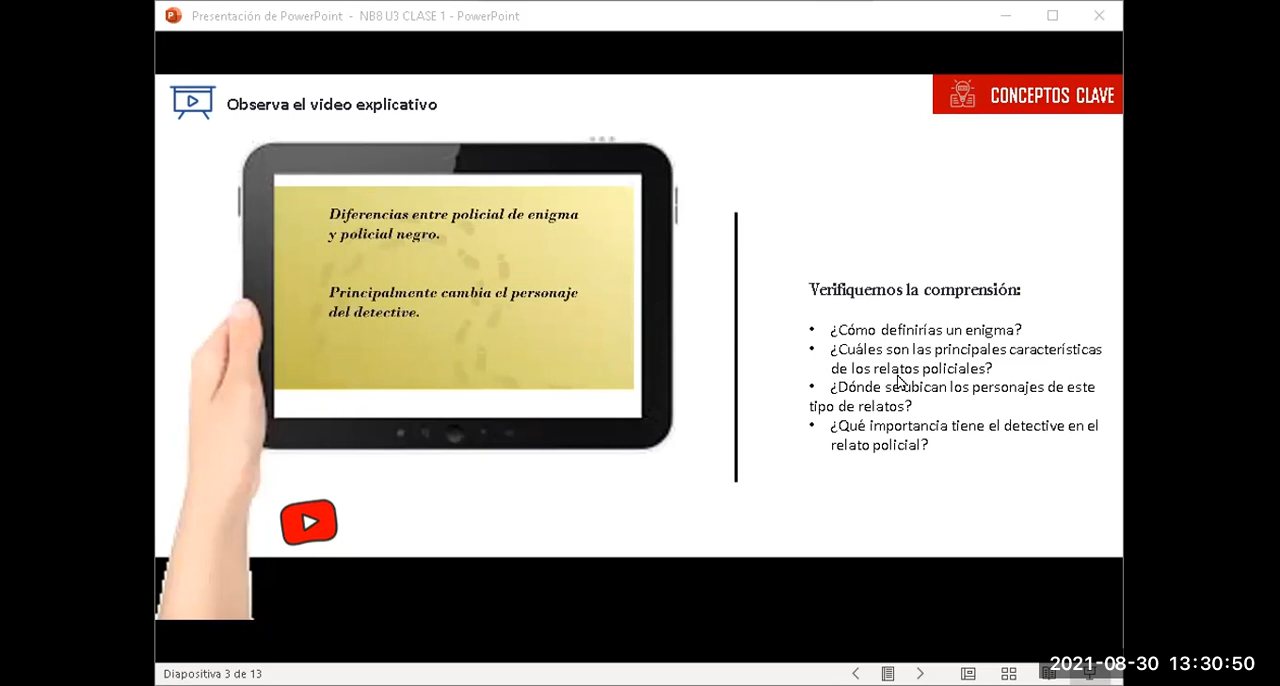 Presentación de PowerPoint - NB8 U3 CLASE 1 - PowerPoint
Observa el video explicativo
CONCEPTOS CLAVE
Diferencias entre policial de enigma
y policial negro.
Principalmente cambia el personaje
del detective.
Verifiquemos la comprensión:
• ¿Cómo definirías un enigma?
• ¿Cuáles son las principales características
de los relatos policiales?
• ¿Dónde se ubican los personajes de este
tipo de relatos?
• ¿Qué importancia tiene el detective en el
relato policial?
Diapositiva 3 de 13
2021-08-30 13:30:50